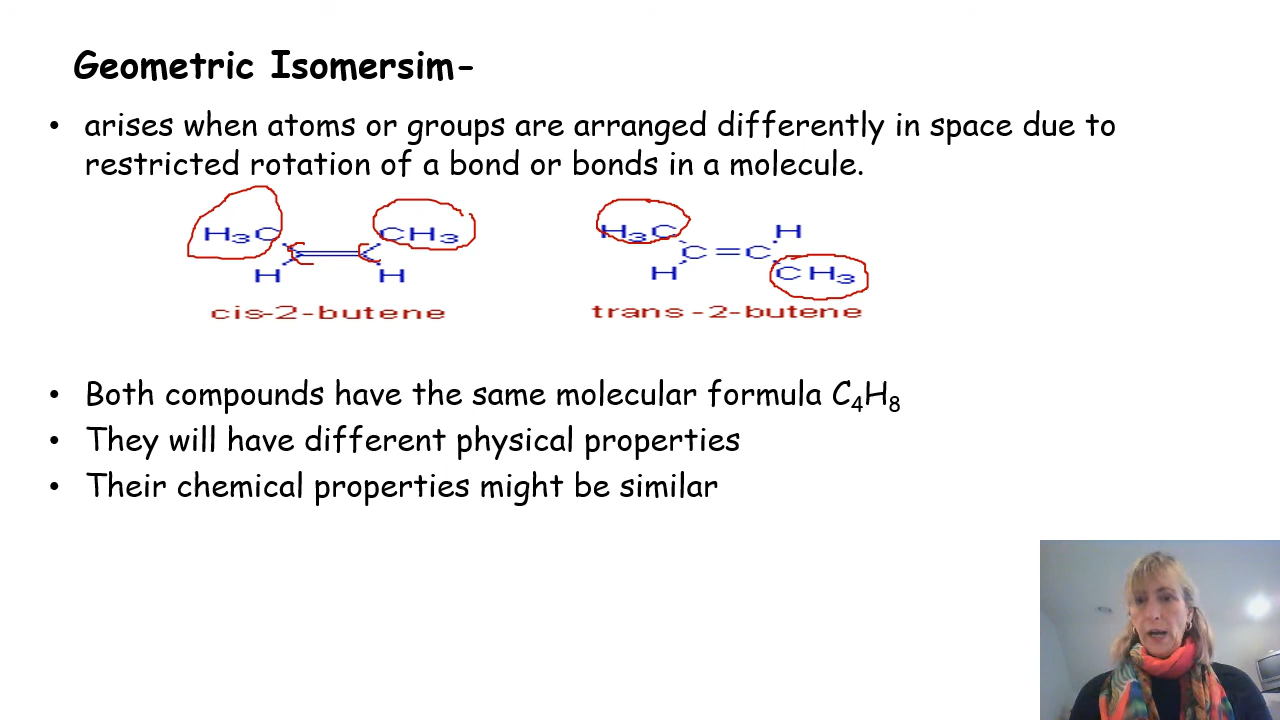 Geometric Isomersim-
• arises when atoms or groups are arranged differently in space due to
restricted rotation of a bond or bonds in a molecule.
H₃C CH₃ H₃C H
C C C=C
H H H CH₃
cis-2-butene trans-2-butene
• Both compounds have the same molecular formula C₄H₈
• They will have different physical properties
• Their chemical properties might be similar